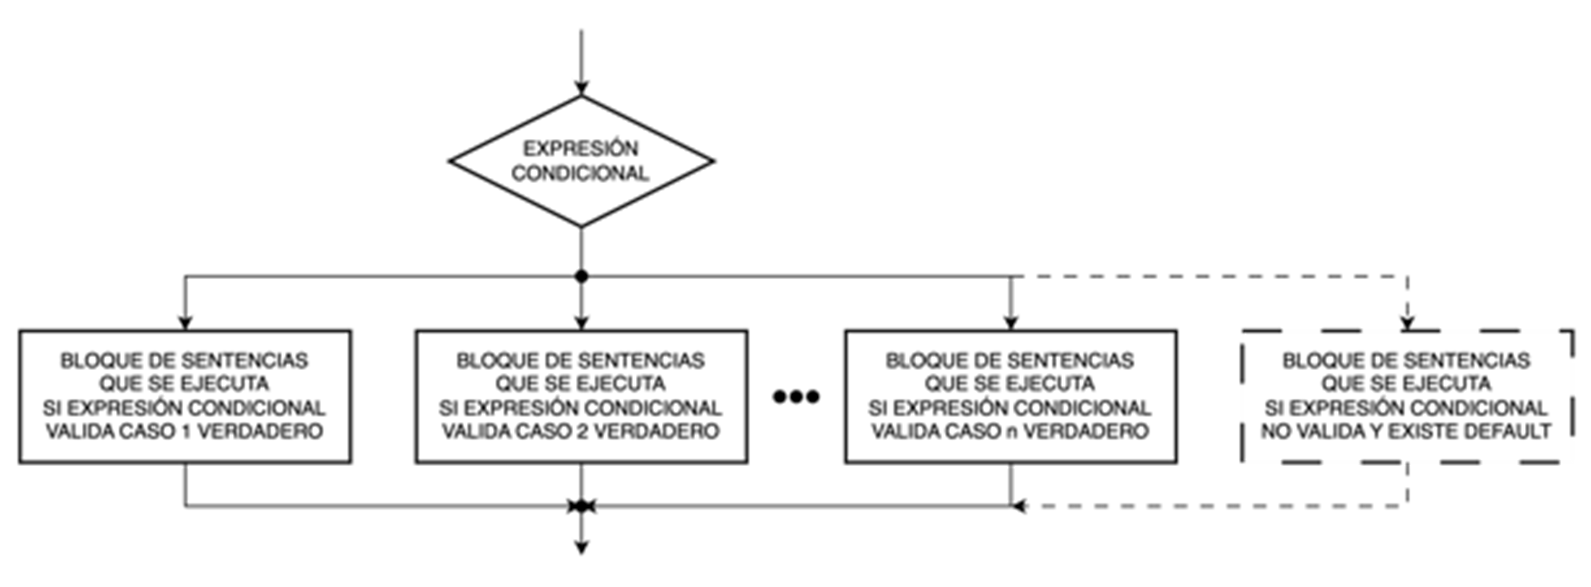 EXPRESIÓN
CONDICIONAL
BLOQUE DE SENTENCIAS
QUE SE EJECUTA
SI EXPRESIÓN CONDICIONAL
VALIDA CASO 1 VERDADERO
BLOQUE DE SENTENCIAS
QUE SE EJECUTA
SI EXPRESIÓN CONDICIONAL
VALIDA CASO 2 VERDADERO
BLOQUE DE SENTENCIAS
QUE SE EJECUTA
SI EXPRESIÓN CONDICIONAL
VALIDA CASO n VERDADERO
BLOQUE DE SENTENCIAS
QUE SE EJECUTA
SI EXPRESIÓN CONDICIONAL
NO VALIDA Y EXISTE DEFAULT